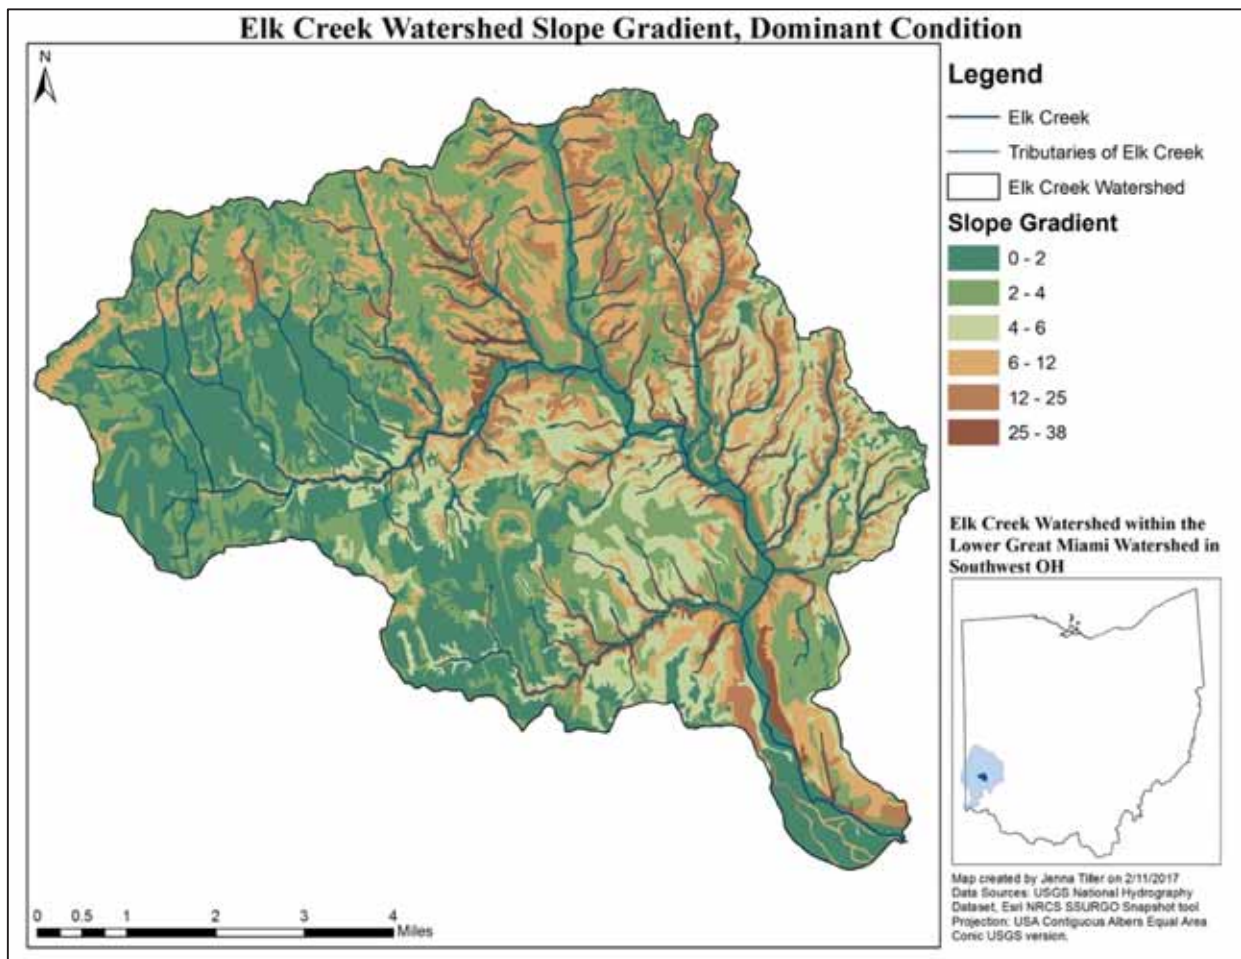 Elk Creek Watershed Slope Gradient, Dominant Condition
N
Legend
Elk Creek
Tributaries of Elk Creek
Elk Creek Watershed
Slope Gradient
0 - 2
2 - 4
4 - 6
6 - 12
12 - 25
25 - 38
Elk Creek Watershed within the
Lower Great Miami Watershed in
Southwest OH
Map created by Jenna Tiller on 2/11/2017
Data Sources: USGS National Hydrography
Dataset, Esri NRCS SSURGO Snapshot tool
Projection: USA Contiguous Albers Equal Area
Conic USGS version.
0 0.5 1 2 3 4
Miles